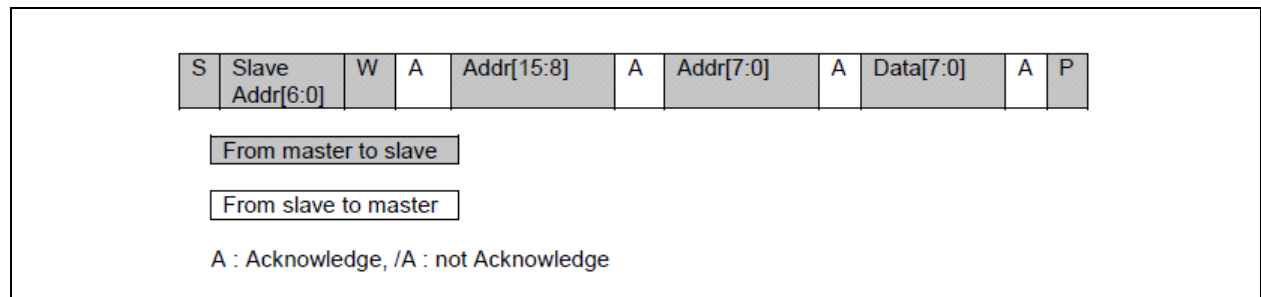 S Slave W A Addr[15:8] A Addr[7:0] A Data[7:0] A P
Addr[6:0]
From master to slave
From slave to master
A : Acknowledge, /A : not Acknowledge